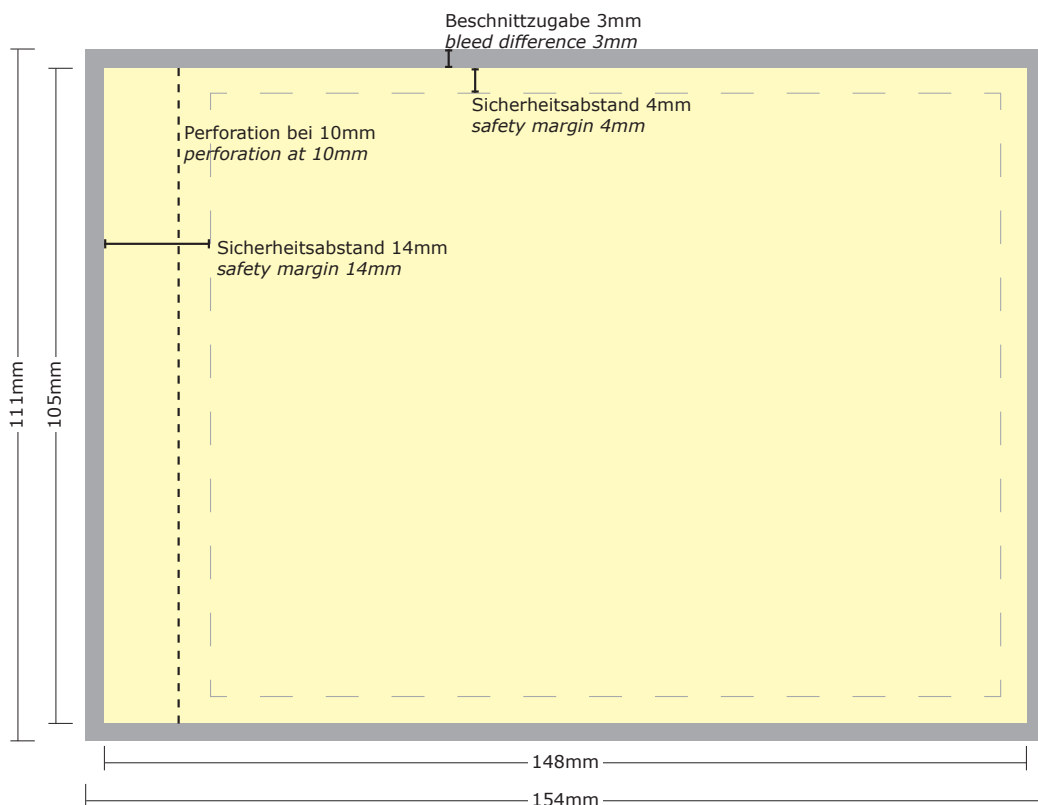 Beschnittzugabe 3mm
bleed difference 3mm
Sicherheitsabstand 4mm
safety margin 4mm
Perforation bei 10mm
perforation at 10mm
Sicherheitsabstand 14mm
safety margin 14mm
111mm
105mm
148mm
154mm